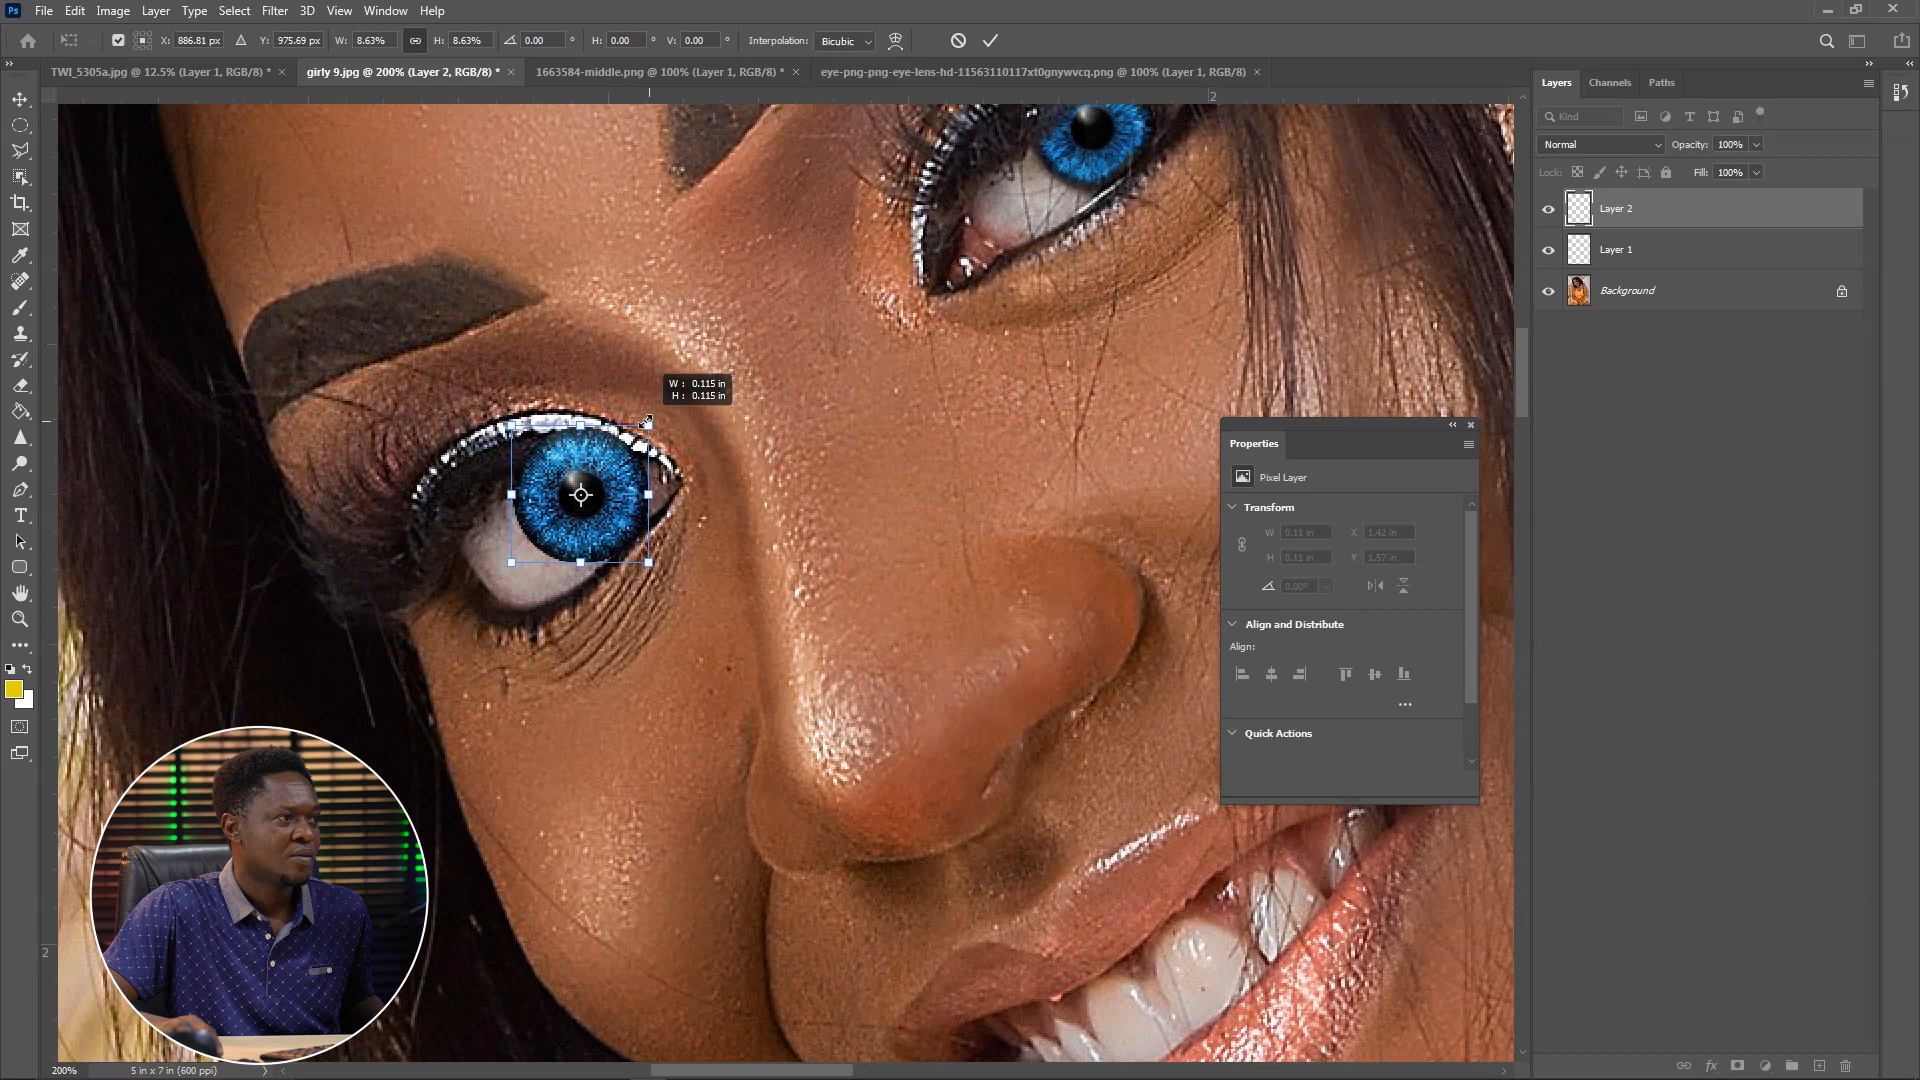 Ps File Edit Image Layer Type Select Filter 3D View Window Help
X: 886.81 px Y: 975.69 px W: 8.63% H: 8.63% 0.00 ° H: 0.00 ° V: 0.00 ° Interpolation: Bicubic
TWI_5305a.jpg @ 12.5% (Layer 1, RGB/8) * girly 9.jpg @ 200% (Layer 2, RGB/8) * 1663584-middle.png @ 100% (Layer 1, RGB/8) * eye-png-png-eye-lens-hd-11563110117xt0gnywvcq.png @ 100% (Layer 1, RGB/8)
2
Layers Channels Paths
Kind
Normal Opacity: 100%
Lock: Fill: 100%
Layer 2
Layer 1
Background
W : 0.115 in
H : 0.115 in
Properties
Pixel Layer
Transform
W 0.11 in X 1.42 in
H 0.11 in Y 1.57 in
0.00°
Align and Distribute
Align:
Quick Actions
2
200% 5 in x 7 in (600 ppi)
fx